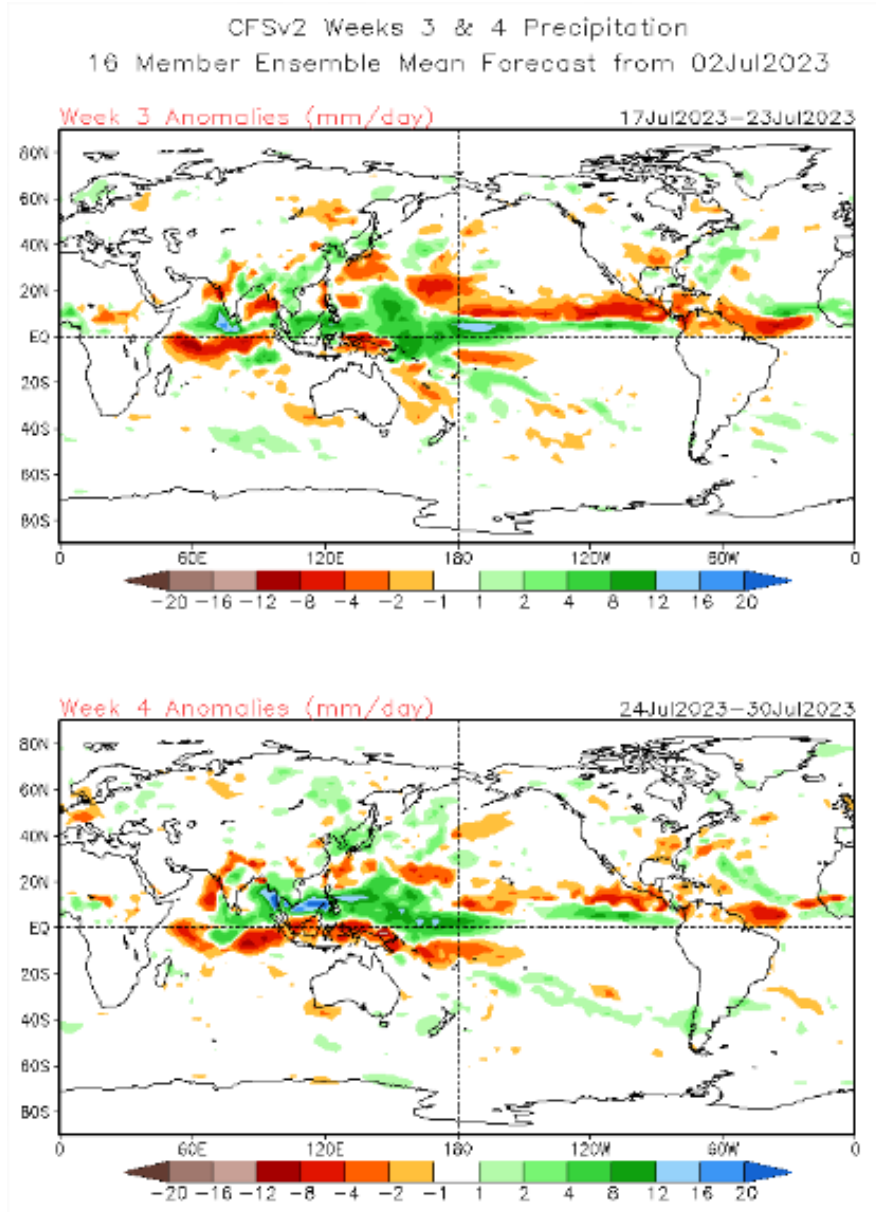 CFSv2 Weeks 3 & 4 Precipitation
16 Member Ensemble Mean Forecast from 02Jul2023
Week 3 Anomalies (mm/day) 17Jul2023-23Jul2023
80N
60N
40N
20N
EQ
20S
40S
60S
80S
0 60E 120E 180 120W 60W 0
-20 -16 -12 -8 -4 -2 -1 1 2 4 8 12 16 20
Week 4 Anomalies (mm/day) 24Jul2023-30Jul2023
80N
60N
40N
20N
EQ
20S
40S
60S
80S
0 60E 120E 180 120W 60W 0
-20 -16 -12 -8 -4 -2 -1 1 2 4 8 12 16 20